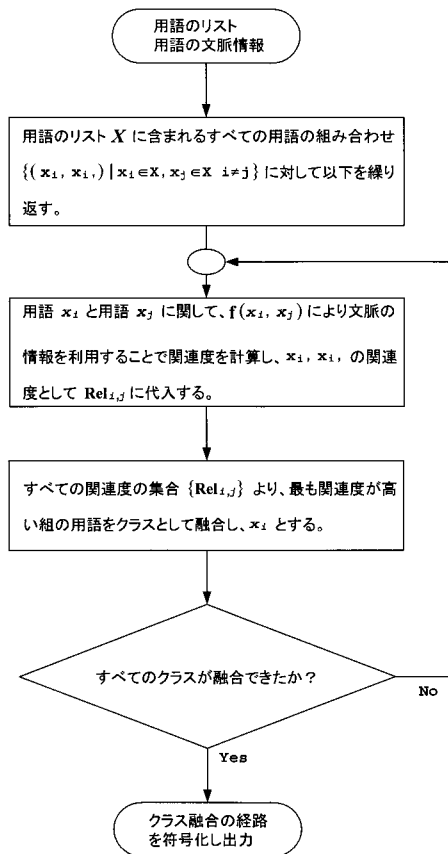 用語のリスト
用語の文脈情報
用語のリスト X に含まれるすべての用語の組み合わせ
{( xi, xi,) | xi∈X, xj∈X i≠j} に対して以下を繰り
返す。
用語 xi と用語 xj に関して、f(xi, xj)により文脈の
情報を利用することで関連度を計算し、xi, xi, の関連
度として Reli,j に代入する。
すべての関連度の集合 {Reli,j} より、最も関連度が高
い組の用語をクラスとして融合し、xi とする。
すべてのクラスが融合できたか？
No
Yes
クラス融合の経路
を符号化し出力